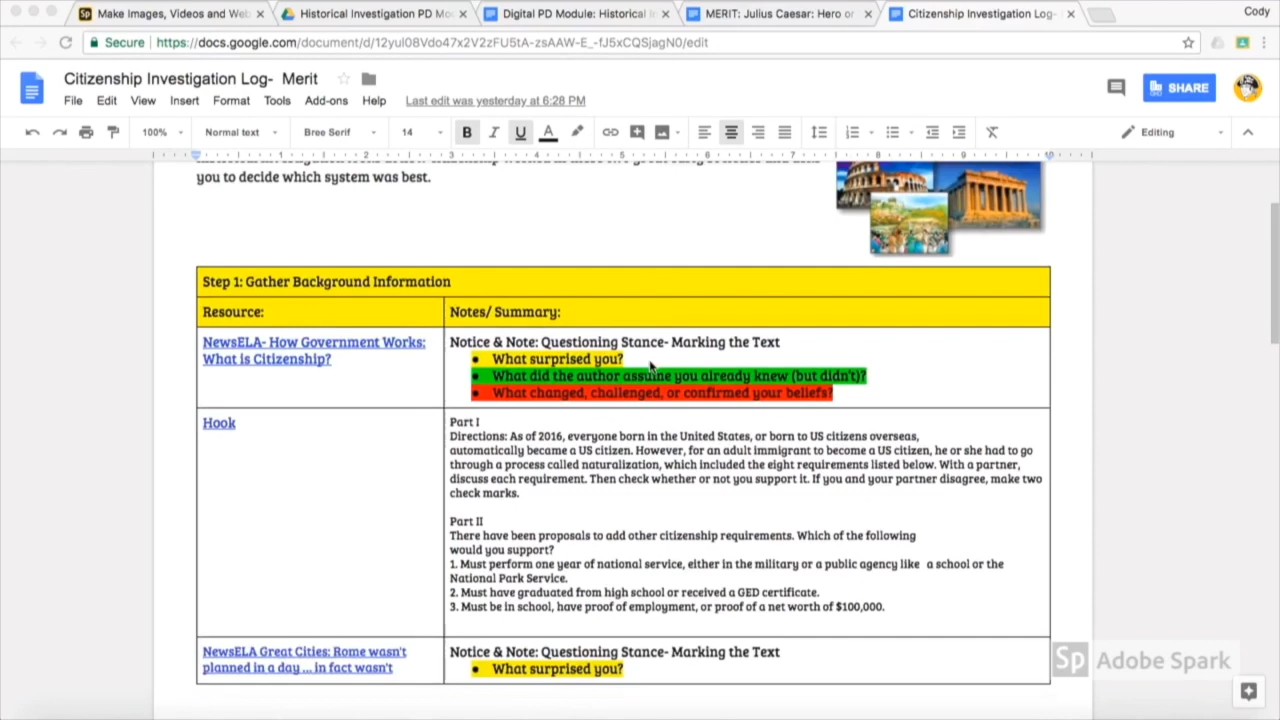 Make Images, Videos and Web
Historical Investigation PD Mo
Digital PD Module: Historical I
MERIT: Julius Caesar: Hero or
Citizenship Investigation Log-
Cody
Secure
https://docs.google.com/document/d/12yul08Vdo47x2V2zFU5tA-zsAAW-E_-fJ5xCQSjagN0/edit
Citizenship Investigation Log- Merit
File Edit View Insert Format Tools Add-ons Help Last edit was yesterday at 6:28 PM
SHARE
100% Normal text Bree Serif 14 B I U A Editing
1 2 3 4 5 6 7 8 9 10
you to decide which system was best.
Step 1: Gather Background Information
Resource:
Notes/ Summary:
NewsELA- How Government Works:
What is Citizenship?
Notice & Note: Questioning Stance- Marking the Text
● What surprised you?
● What did the author assume you already knew (but didn't)?
● What changed, challenged, or confirmed your beliefs?
Hook
Part I
Directions: As of 2016, everyone born in the United States, or born to US citizens overseas,
automatically became a US citizen. However, for an adult immigrant to become a US citizen, he or she had to go
through a process called naturalization, which included the eight requirements listed below. With a partner,
discuss each requirement. Then check whether or not you support it. If you and your partner disagree, make two
check marks.
Part II
There have been proposals to add other citizenship requirements. Which of the following
would you support?
1. Must perform one year of national service, either in the military or a public agency like a school or the
National Park Service.
2. Must have graduated from high school or received a GED certificate.
3. Must be in school, have proof of employment, or proof of a net worth of $100,000.
NewsELA Great Cities: Rome wasn't
planned in a day ... in fact wasn't
Notice & Note: Questioning Stance- Marking the Text
● What surprised you?
Sp Adobe Spark